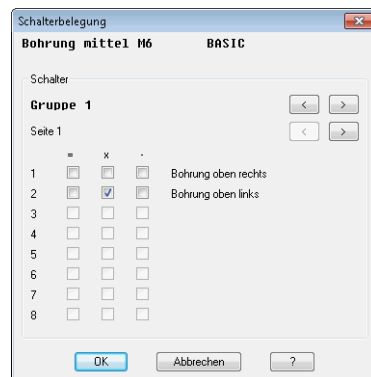 Schalterbelegung
Bohrung mittel M6 BASIC
Schalter
Gruppe 1 < >
Seite 1 < >
= x ·
1 Bohrung oben rechts
2 Bohrung oben links
3
4
5
6
7
8
OK Abbrechen ?